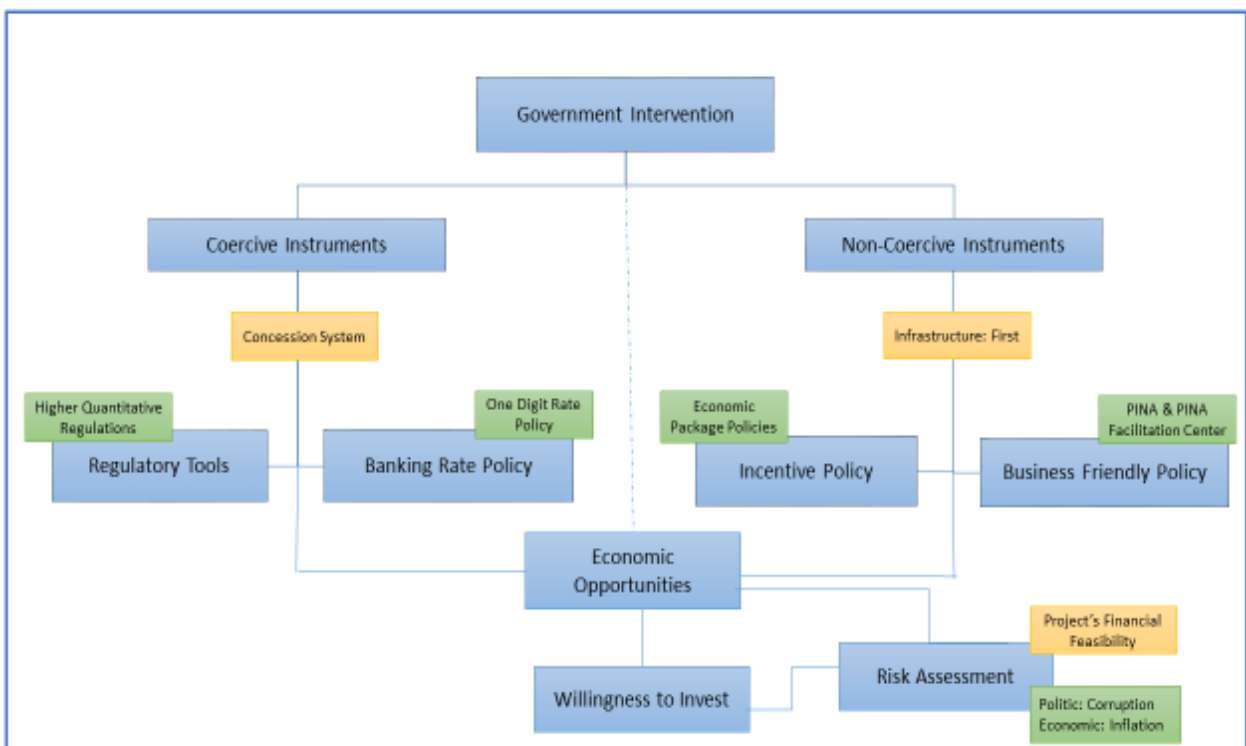 Government Intervention
Coercive Instruments
Non-Coercive Instruments
Concession System
Infrastructure: First
Higher Quantitative
Regulations
Regulatory Tools
One Digit Rate
Policy
Banking Rate Policy
Economic
Package Policies
Incentive Policy
PINA & PINA
Facilitation Center
Business Friendly Policy
Economic
Opportunities
Project's Financial
Feasibility
Risk Assessment
Politic: Corruption
Economic: Inflation
Willingness to Invest